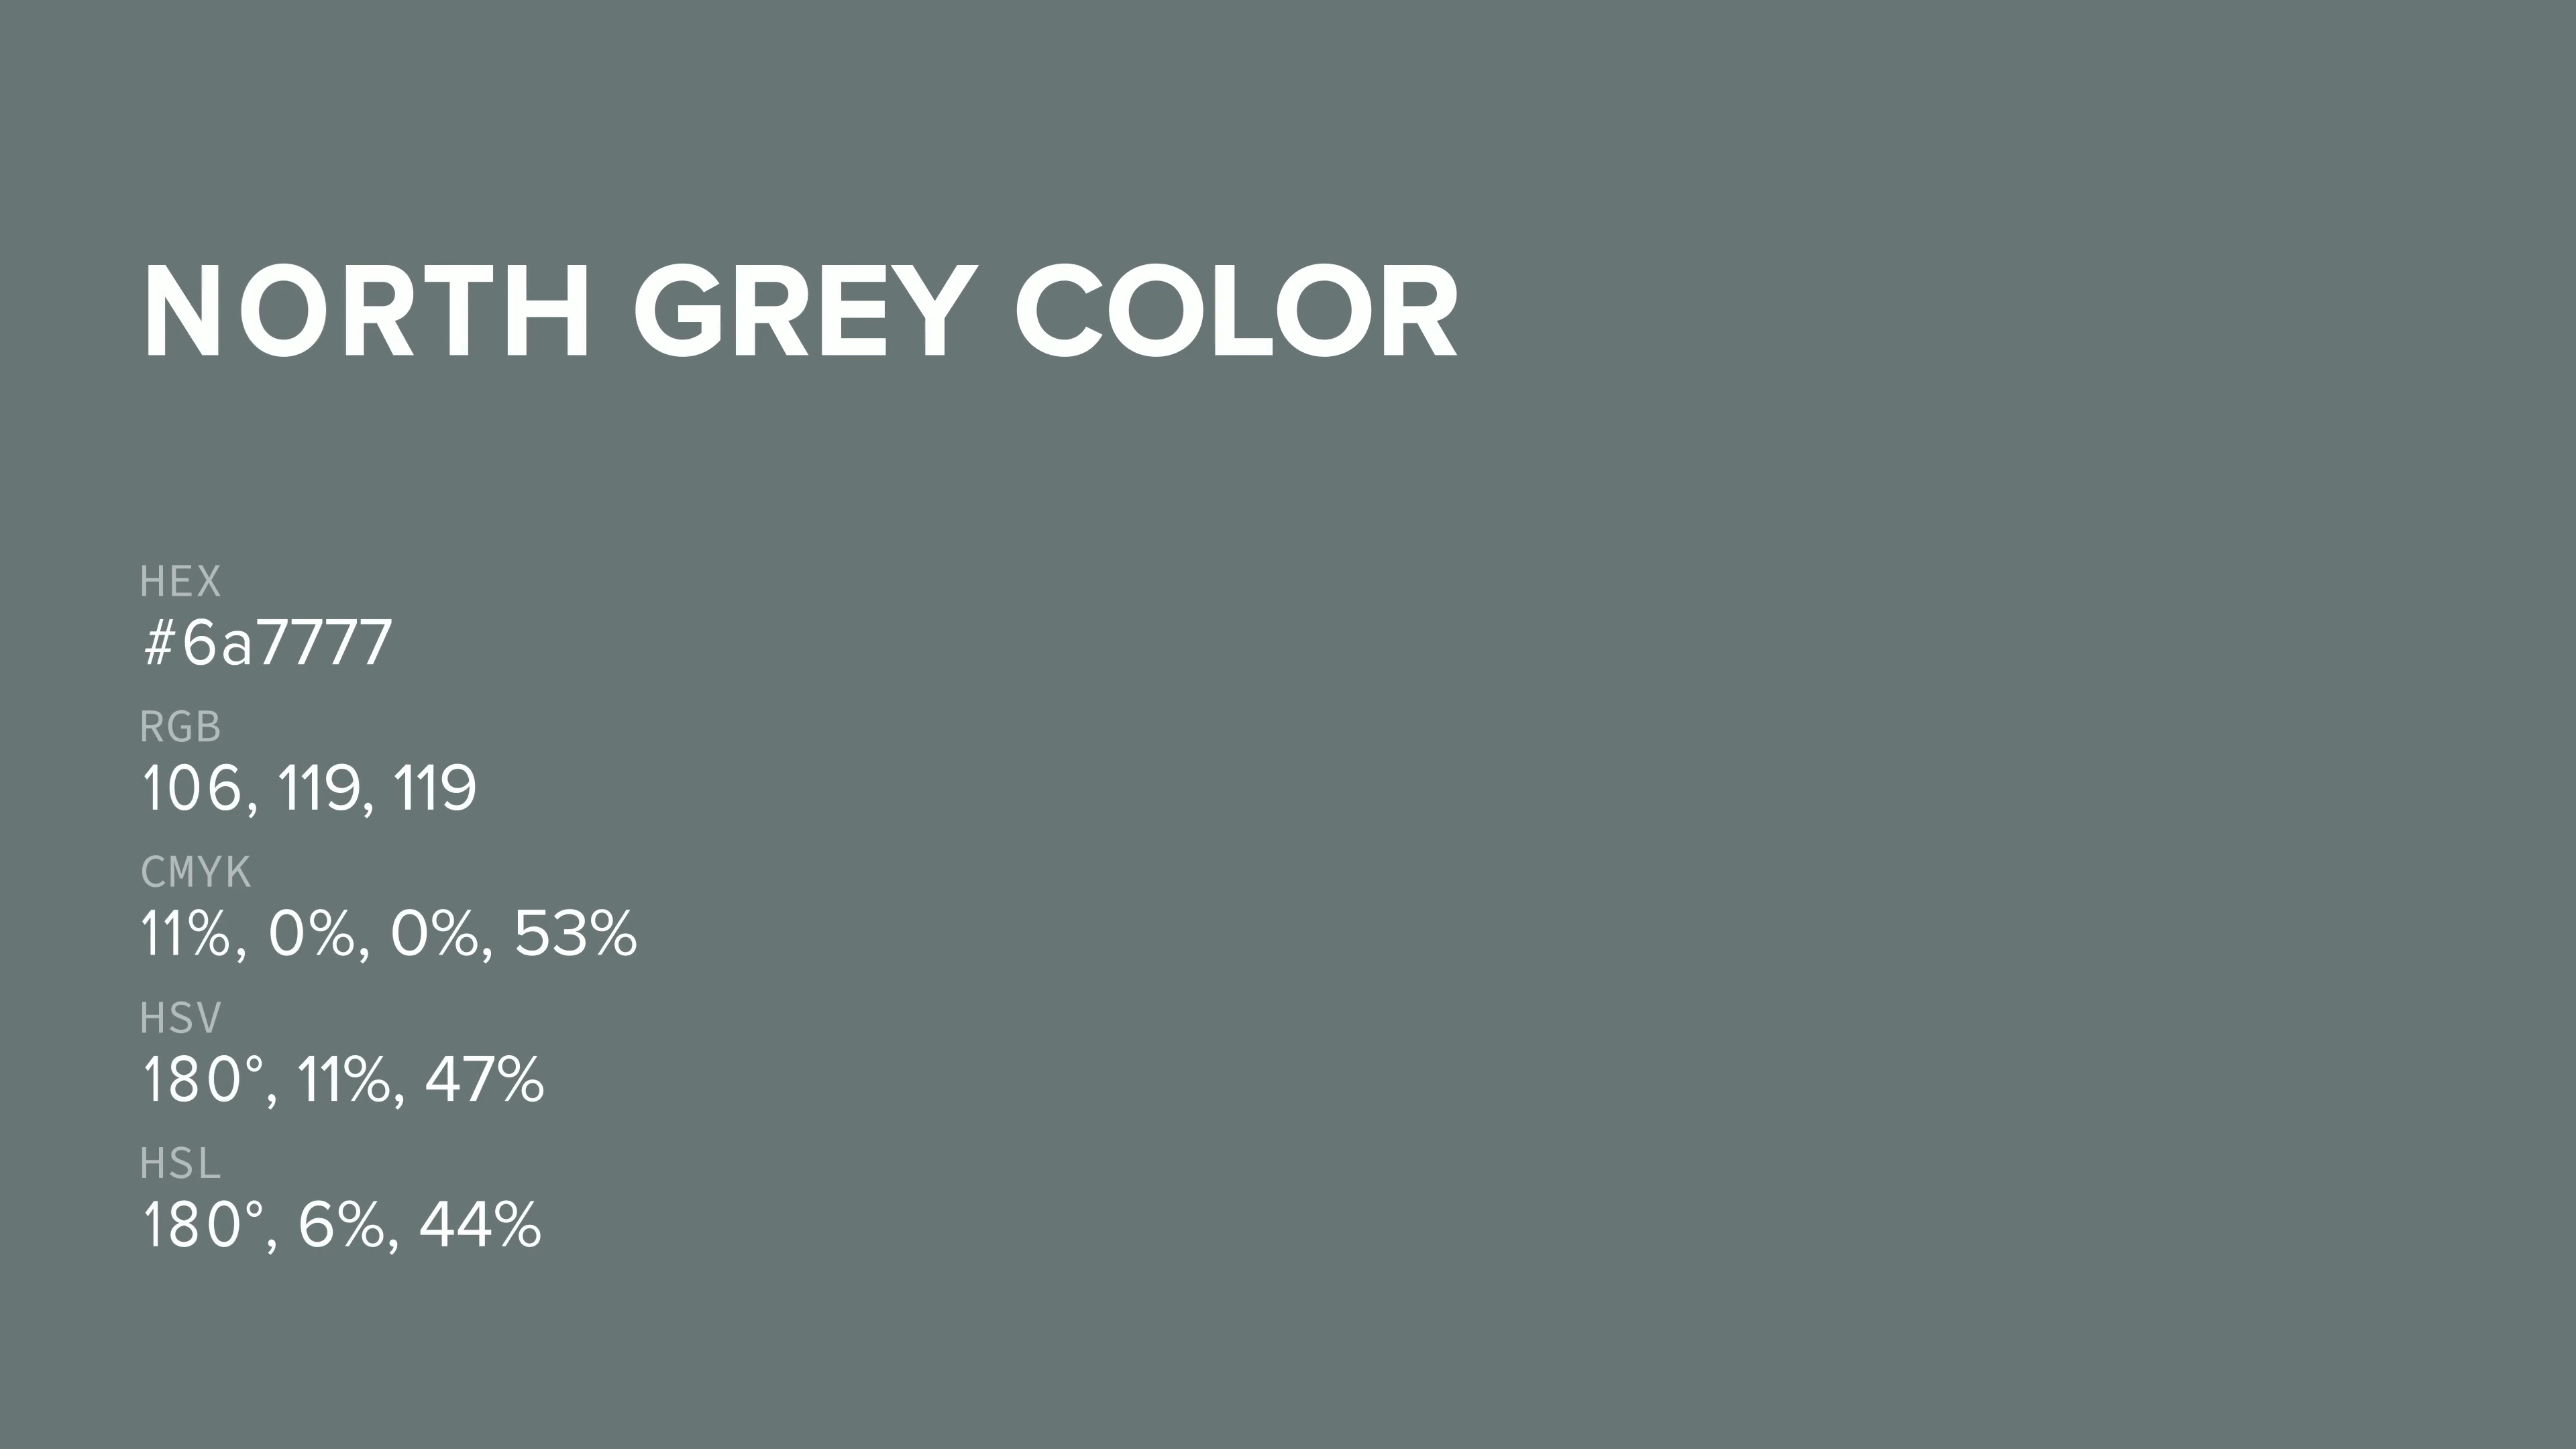 NORTH GREY COLOR
HEX
#6a7777
RGB
106, 119, 119
CMYK
11%, 0%, 0%, 53%
HSV
180°, 11%, 47%
HSL
180°, 6%, 44%